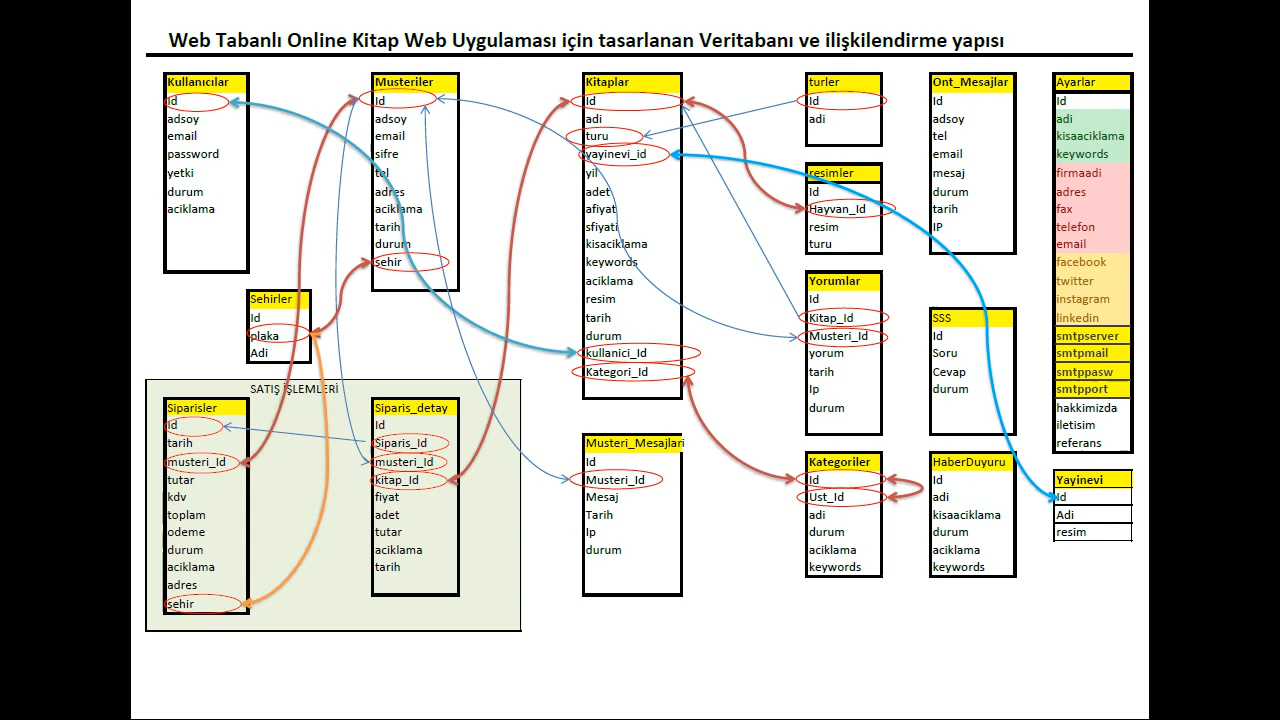 Web Tabanlı Online Kitap Web Uygulaması için tasarlanan Veritabanı ve ilişkilendirme yapısı
Kullanıcılar
Id
adsoy
email
password
yetki
durum
aciklama
Musteriler
Id
adsoy
email
sifre
tel
adres
aciklama
tarih
durum
sehir
Kitaplar
Id
adi
turu
yayinevi_id
yil
adet
afiyat
sfiyati
kisaciklama
keywords
aciklama
resim
tarih
durum
kullanici_Id
Kategori_Id
turler
Id
adi
resimler
Id
Hayvan_Id
resim
turu
Yorumlar
Id
Kitap_Id
Musteri_Id
yorum
tarih
Ip
durum
Ont_Mesajlar
Id
adsoy
tel
email
mesaj
durum
tarih
IP
SSS
Id
Soru
Cevap
durum
Ayarlar
Id
adi
kisaaciklama
keywords
firmaadi
adres
fax
telefon
email
facebook
twitter
instagram
linkedin
smtpserver
smtpmail
smtppasw
smtpport
hakkimizda
iletisim
referans
Sehirler
Id
plaka
Adi
SATIŞ İŞLEMLERİ
Siparisler
Id
tarih
musteri_Id
tutar
kdv
toplam
odeme
durum
aciklama
adres
sehir
Siparis_detay
Id
Siparis_Id
musteri_Id
kitap_Id
fiyat
adet
tutar
aciklama
tarih
Musteri_Mesajlari
Id
Musteri_Id
Mesaj
Tarih
Ip
durum
Kategoriler
Id
Ust_Id
adi
durum
aciklama
keywords
HaberDuyuru
Id
adi
kisaaciklama
durum
aciklama
keywords
Yayinevi
Id
Adi
resim